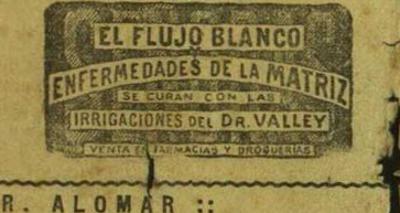 EL FLUJO BLANCO
Y
ENFERMEDADES DE LA MATRIZ
SE CURAN CON LAS
IRRIGACIONES DEL DR. VALLEY
VENTA EN FARMACIAS Y DROGUERIAS
R. ALOMAR ::